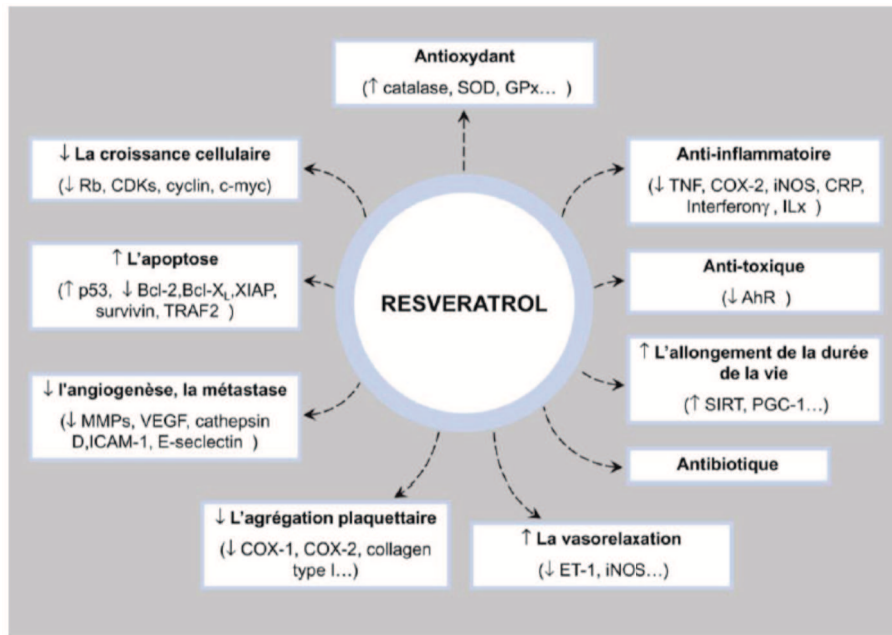 Antioxydant
(↑ catalase, SOD, GPx... )
↓ La croissance cellulaire
(↓ Rb, CDKs, cyclin, c-myc)
Anti-inflammatoire
(↓ TNF, COX-2, iNOS, CRP,
Interferonγ , ILx )
↑ L'apoptose
(↑ p53, ↓ Bcl-2,Bcl-XL,XIAP,
survivin, TRAF2 )
RESVERATROL
Anti-toxique
(↓ AhR )
↑ L'allongement de la durée
de la vie
(↑ SIRT, PGC-1...)
↓ l'angiogenèse, la métastase
(↓ MMPs, VEGF, cathepsin
D,ICAM-1, E-seclectin )
Antibiotique
↓ L'agrégation plaquettaire
(↓ COX-1, COX-2, collagen
type I...)
↑ La vasorelaxation
(↓ ET-1, iNOS...)